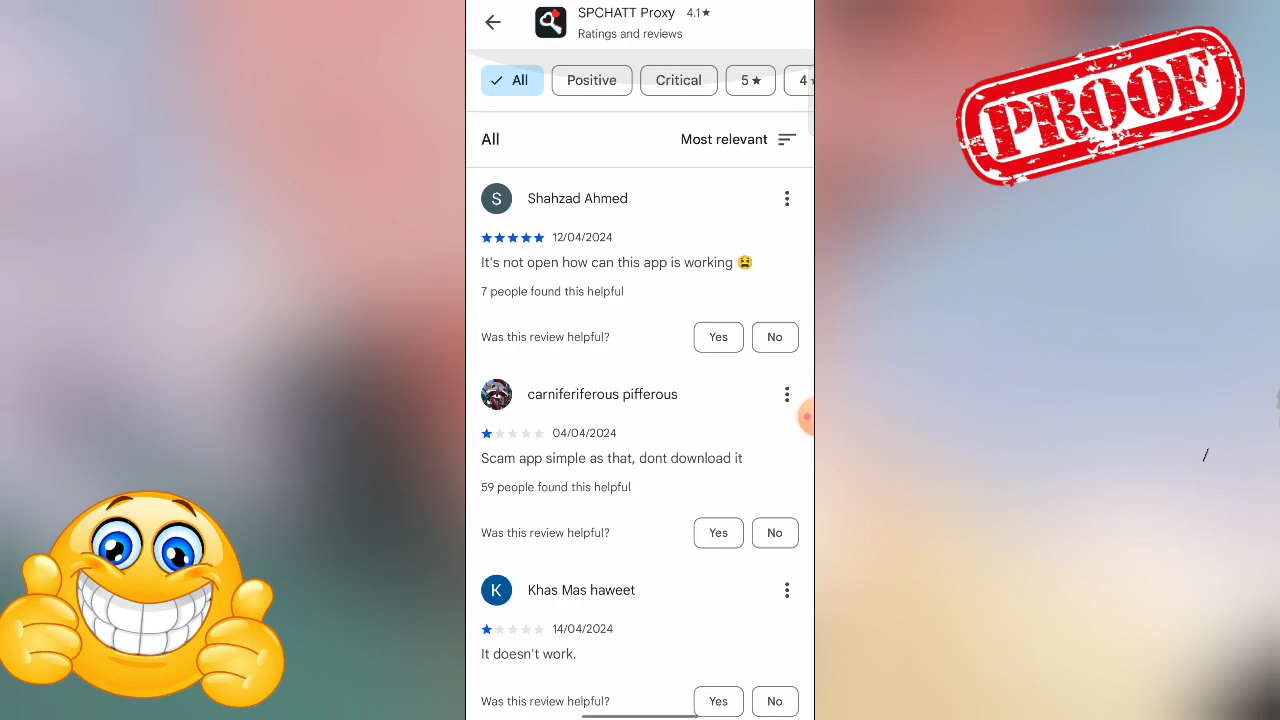 SPCHATT Proxy 4.1★
Ratings and reviews
All Positive Critical 5★ 4
All Most relevant
S Shahzad Ahmed
12/04/2024
It's not open how can this app is working 😫
7 people found this helpful
Was this review helpful? Yes No
carniferiferous pifferous
04/04/2024
Scam app simple as that, dont download it
59 people found this helpful
Was this review helpful? Yes No
K Khas Mas haweet
14/04/2024
It doesn't work.
Was this review helpful? Yes No
PROOF
/